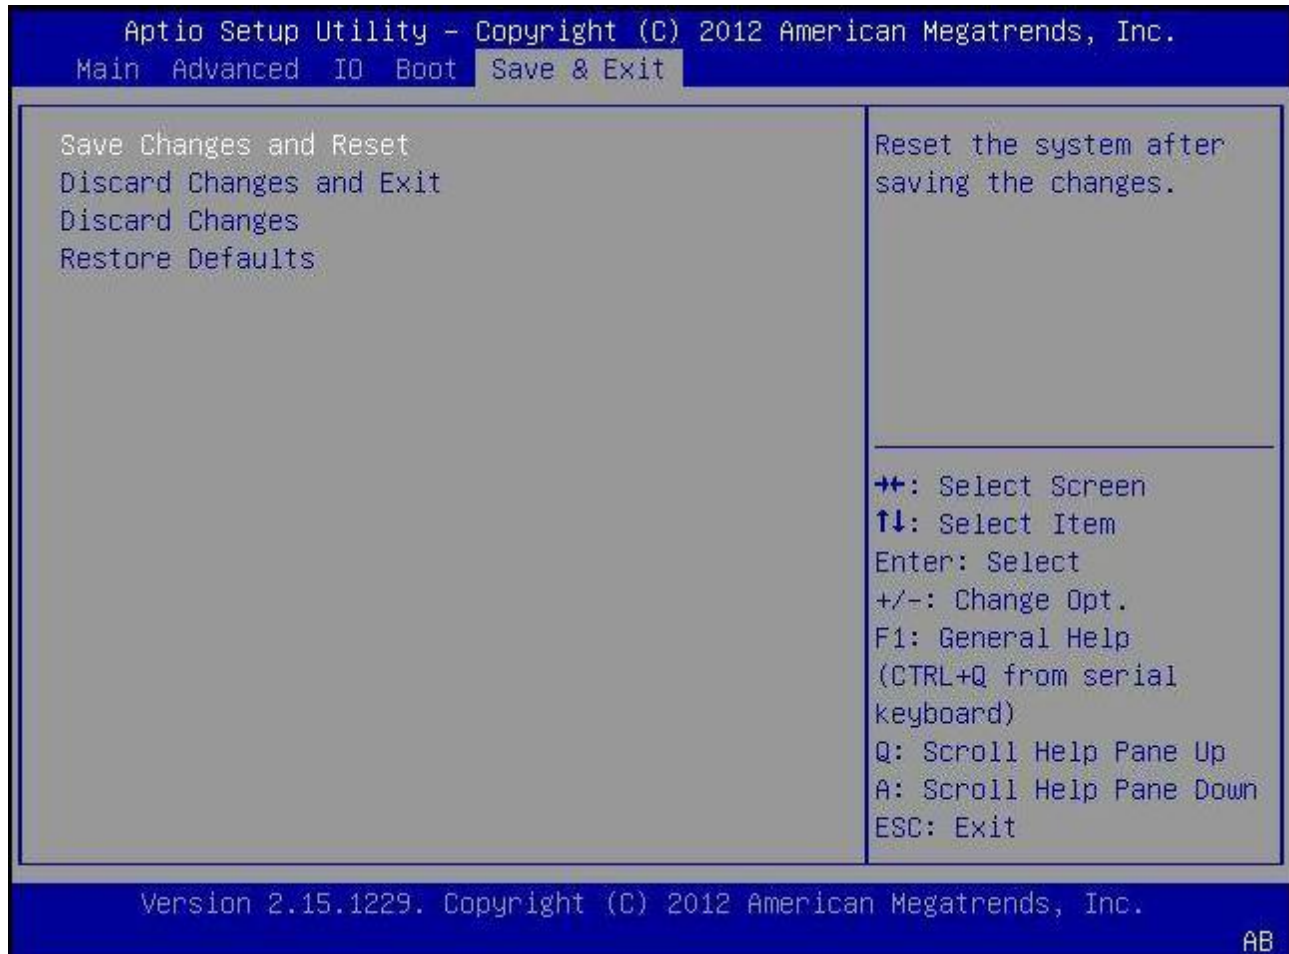 Aptio Setup Utility – Copyright (C) 2012 American Megatrends, Inc.
Main Advanced IO Boot Save & Exit
Save Changes and Reset
Discard Changes and Exit
Discard Changes
Restore Defaults
Reset the system after
saving the changes.
→←: Select Screen
↑↓: Select Item
Enter: Select
+/-: Change Opt.
F1: General Help
(CTRL+Q from serial
keyboard)
Q: Scroll Help Pane Up
A: Scroll Help Pane Down
ESC: Exit
Version 2.15.1229. Copyright (C) 2012 American Megatrends, Inc.
AB